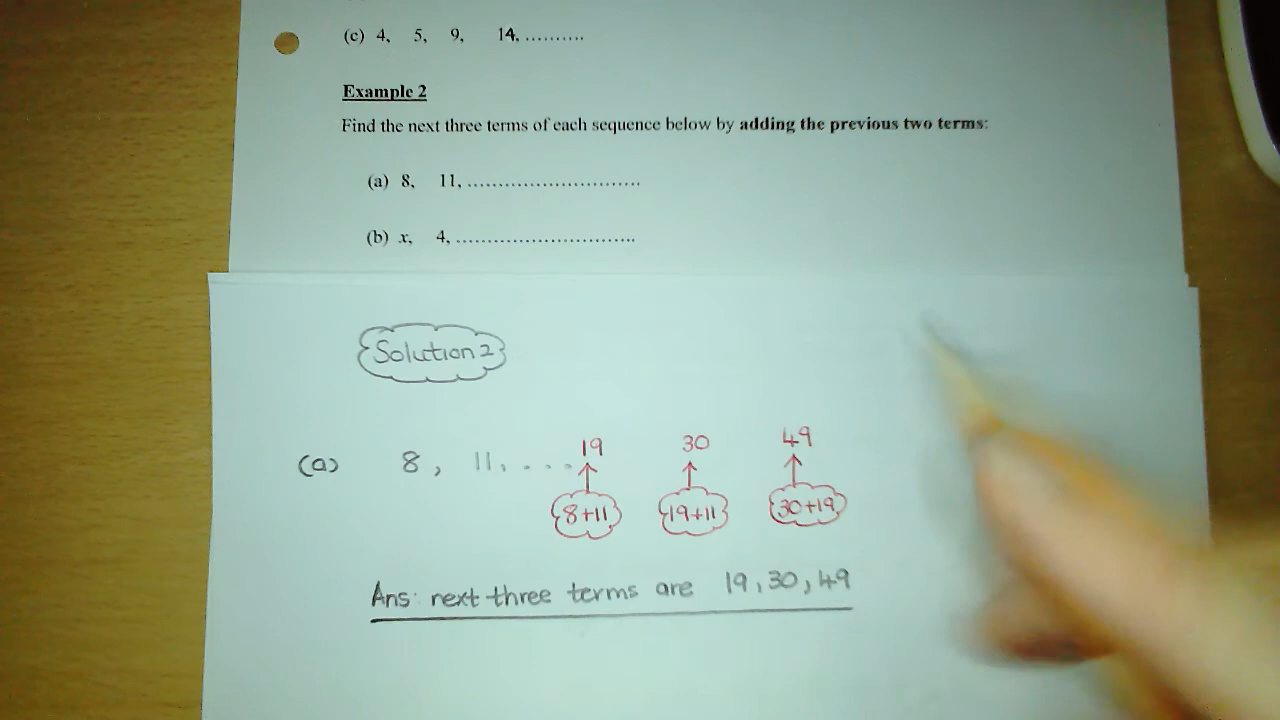 (c) 4, 5, 9, 14, ..........
Example 2
Find the next three terms of each sequence below by adding the previous two terms:
(a) 8, 11, ............................
(b) x, 4, .............................
Solution 2
19 30 49
(a) 8, 11, . . . .
8+11 19+11 30+19
Ans: next three terms are 19, 30, 49